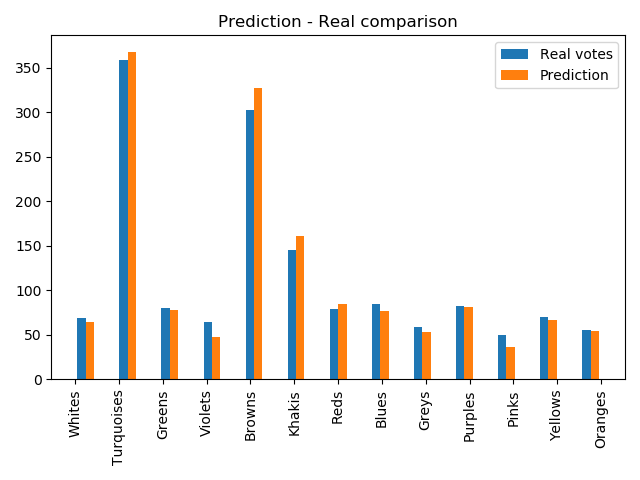 Prediction - Real comparison
Real votes
Prediction
350
300
250
200
150
100
50
0
Whites
Turquoises
Greens
Violets
Browns
Khakis
Reds
Blues
Greys
Purples
Pinks
Yellows
Oranges